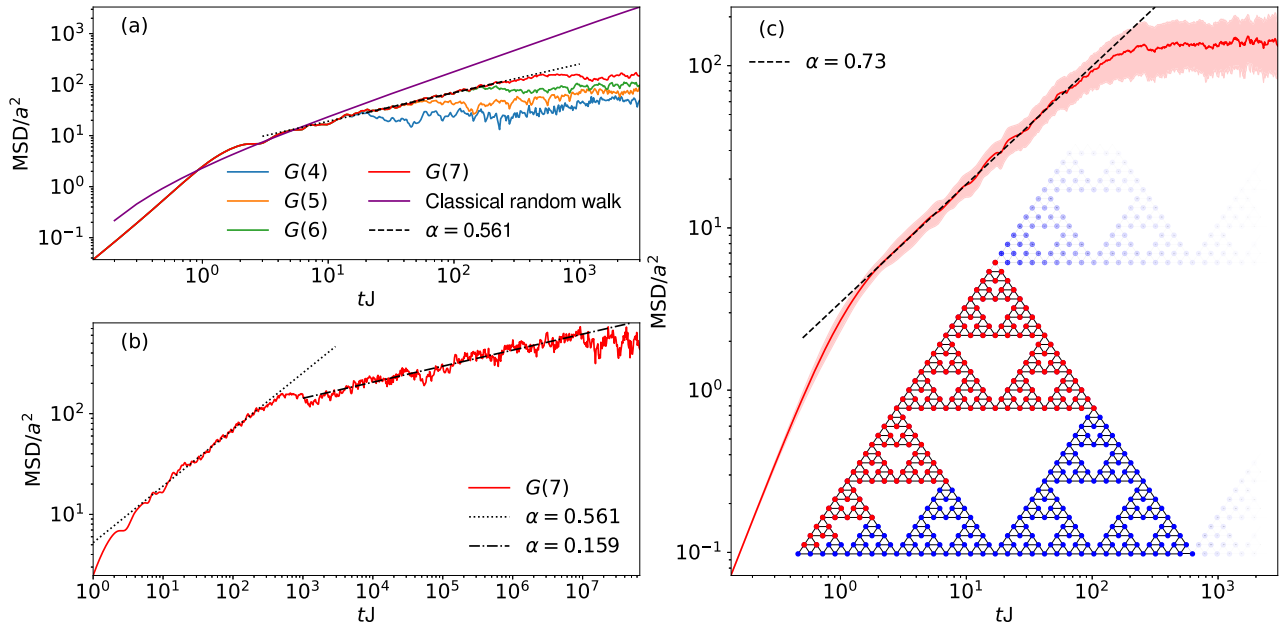 (a)
MSD/a²
10³
10²
10¹
10⁰
10⁻¹
G(4)
G(5)
G(6)
G(7)
Classical random walk
α = 0.561
10⁰
10¹
10²
10³
tJ
(b)
MSD/a²
10²
10¹
G(7)
α = 0.561
α = 0.159
10⁰
10¹
10²
10³
10⁴
10⁵
10⁶
10⁷
tJ
(c)
MSD/a²
α = 0.73
10²
10¹
10⁰
10⁻¹
10⁰
10¹
10²
10³
tJ